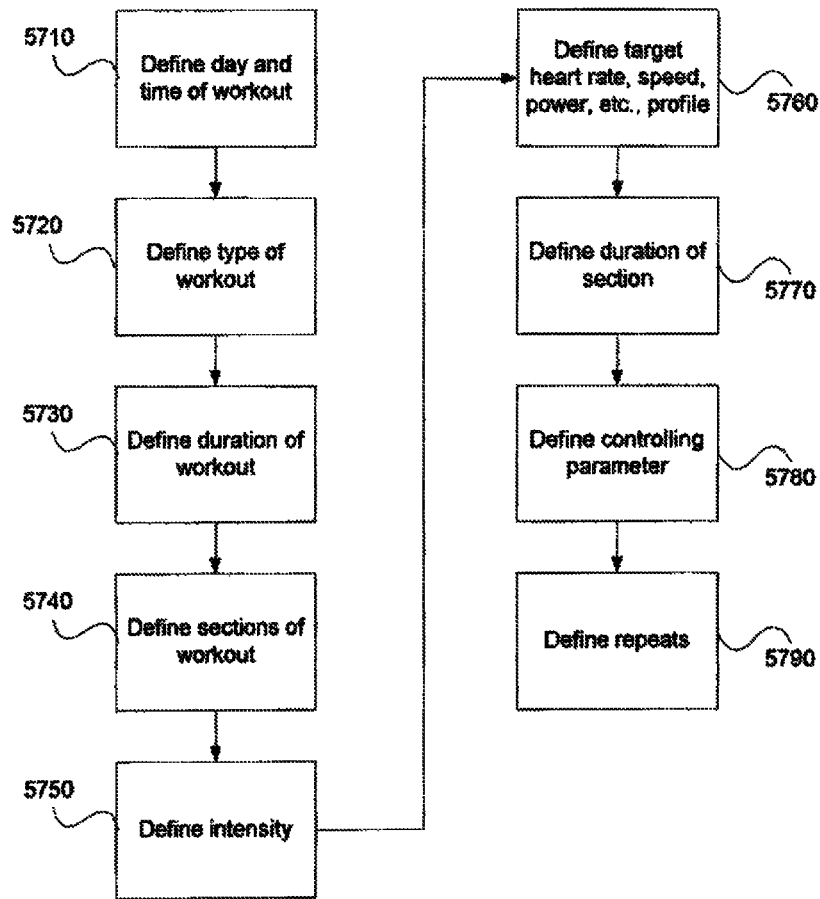 5710
Define day and
time of workout
5720
Define type of
workout
5730
Define duration of
workout
5740
Define sections of
workout
5750
Define intensity
Define target
heart rate, speed,
power, etc., profile
5760
Define duration of
section
5770
Define controlling
parameter
5780
Define repeats
5790